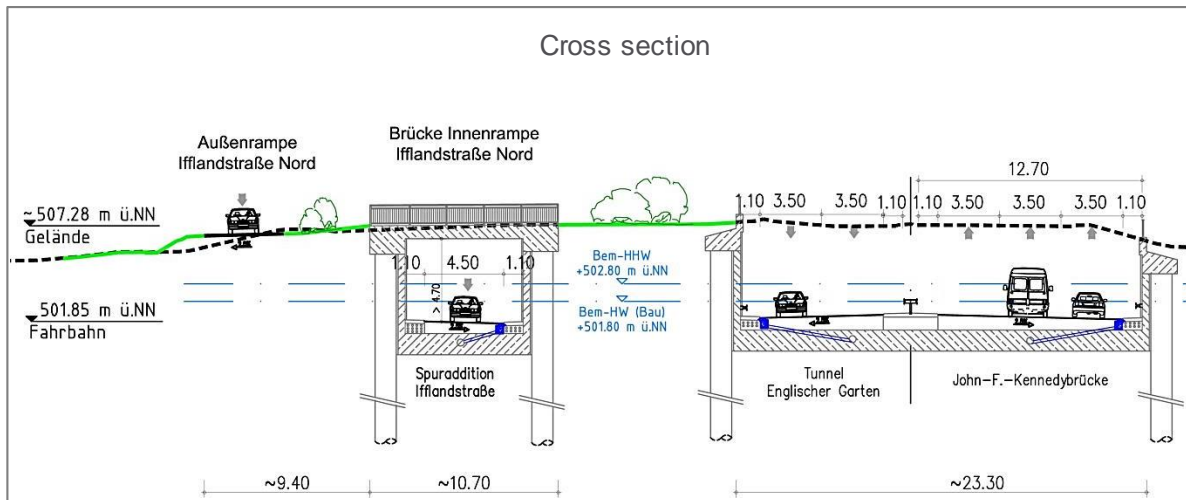 Cross section
Außenrampe
Ifflandstraße Nord
Brücke Innenrampe
Ifflandstraße Nord
12.70
1.10 3.50 3.50 1.10 1.10 3.50 3.50 3.50 1.10
~507.28 m ü.NN
Gelände
1.10 4.50 1.10
> 4.70
Bem-HHW
+502.80 m ü.NN
Bem-HW (Bau)
+501.80 m ü.NN
501.85 m ü.NN
Fahrbahn
Spuraddition
Ifflandstraße
Tunnel
Englischer Garten
John-F.-Kennedybrücke
~9.40 ~10.70 ~23.30